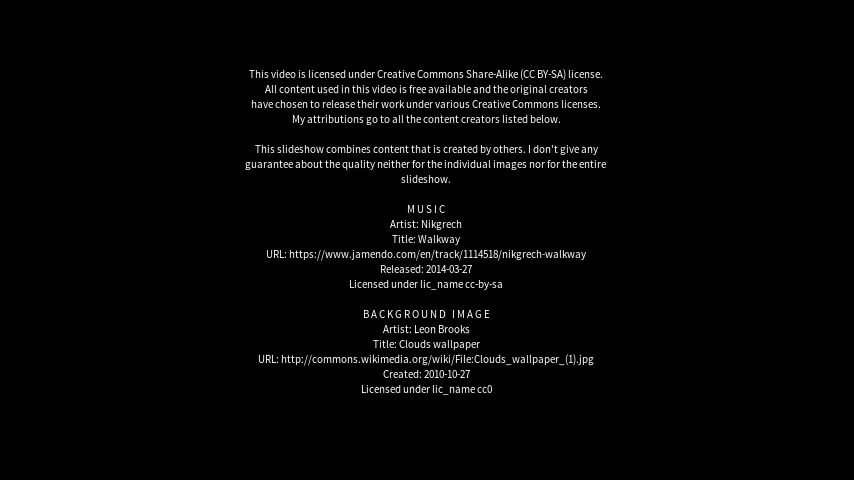 This video is licensed under Creative Commons Share-Alike (CC BY-SA) license.
All content used in this video is free available and the original creators
have chosen to release their work under various Creative Commons licenses.
My attributions go to all the content creators listed below.
This slideshow combines content that is created by others. I don't give any
guarantee about the quality neither for the individual images nor for the entire
slideshow.
MUSIC
Artist: Nikgrech
Title: Walkway
URL: https://www.jamendo.com/en/track/1114518/nikgrech-walkway
Released: 2014-03-27
Licensed under lic_name cc-by-sa
BACKGROUND IMAGE
Artist: Leon Brooks
Title: Clouds wallpaper
URL: http://commons.wikimedia.org/wiki/File:Clouds_wallpaper_(1).jpg
Created: 2010-10-27
Licensed under lic_name cc0